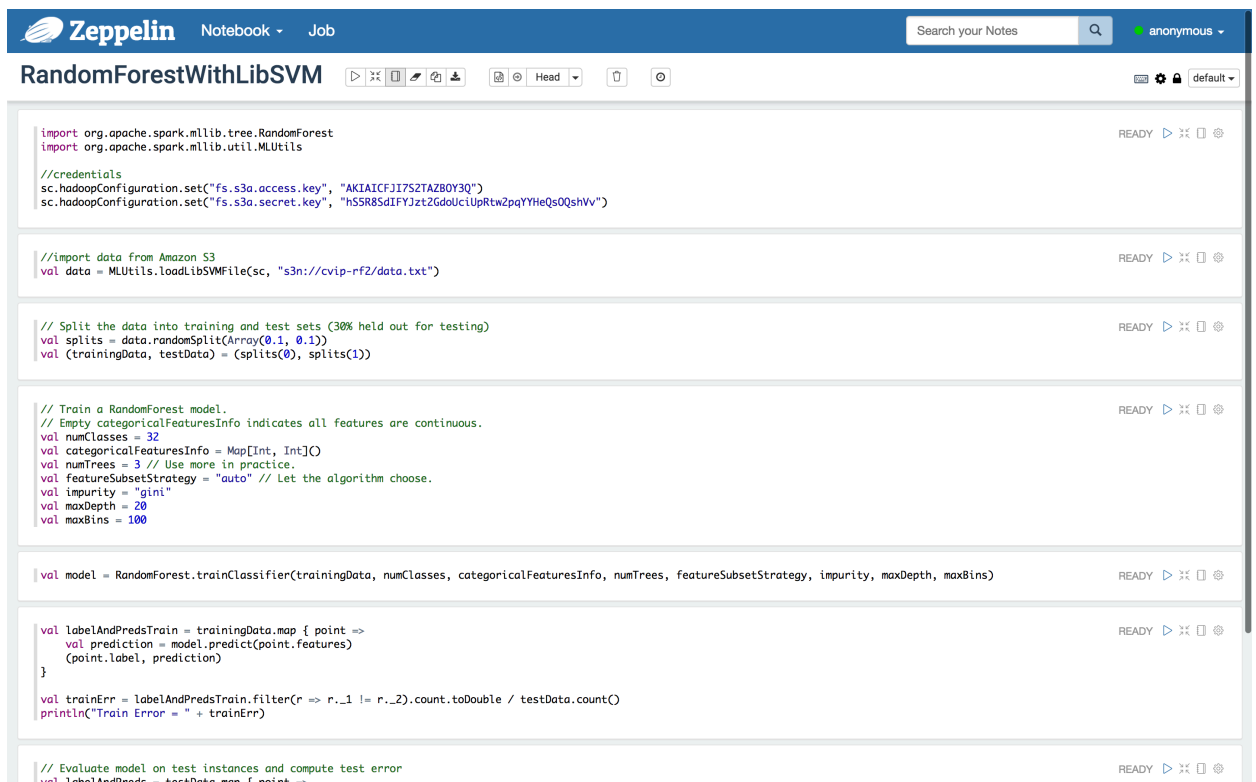 Zeppelin Notebook Job Search your Notes anonymous
RandomForestWithLibSVM Head default
import org.apache.spark.mllib.tree.RandomForest READY
import org.apache.spark.mllib.util.MLUtils
//credentials
sc.hadoopConfiguration.set("fs.s3a.access.key", "AKIAICFJI7S2TAZBOY3Q")
sc.hadoopConfiguration.set("fs.s3a.secret.key", "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")
//import data from Amazon S3 READY
val data = MLUtils.loadLibSVMFile(sc, "s3n://cvip-rf2/data.txt")
// Split the data into training and test sets (30% held out for testing) READY
val splits = data.randomSplit(Array(0.1, 0.1))
val (trainingData, testData) = (splits(0), splits(1))
// Train a RandomForest model. READY
// Empty categoricalFeaturesInfo indicates all features are continuous.
val numClasses = 32
val categoricalFeaturesInfo = Map[Int, Int]()
val numTrees = 3 // Use more in practice.
val featureSubsetStrategy = "auto" // Let the algorithm choose.
val impurity = "gini"
val maxDepth = 20
val maxBins = 100
val model = RandomForest.trainClassifier(trainingData, numClasses, categoricalFeaturesInfo, numTrees, featureSubsetStrategy, impurity, maxDepth, maxBins) READY
val labelAndPredsTrain = trainingData.map { point => READY
val prediction = model.predict(point.features)
(point.label, prediction)
}
val trainErr = labelAndPredsTrain.filter(r => r._1 != r._2).count.toDouble / testData.count()
println("Train Error = " + trainErr)
// Evaluate model on test instances and compute test error READY
val labelAndPreds = testData.map { point =>